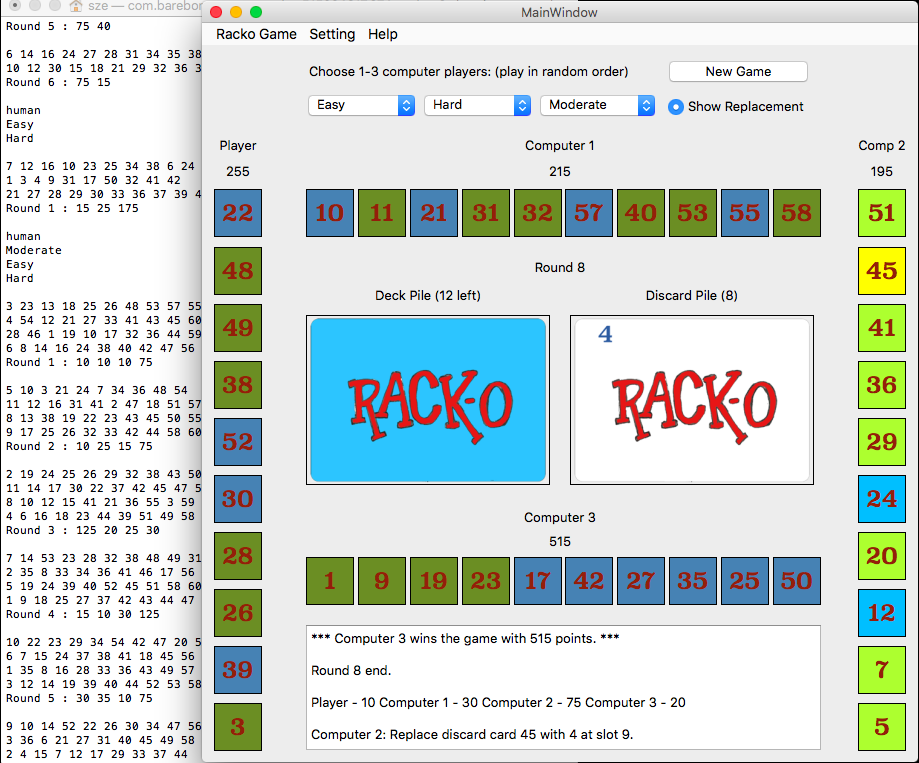 sze — com.barebon
Round 5 : 75 40
6 14 16 24 27 28 31 34 35 38
10 12 30 15 18 21 29 32 36 3
Round 6 : 75 15
human
Easy
Hard
7 12 16 10 23 25 34 38 6 24
1 3 4 9 31 17 50 32 41 42
21 27 28 29 30 33 36 37 39 4
Round 1 : 15 25 175
human
Moderate
Easy
Hard
3 23 13 18 25 26 48 53 57 55
4 54 12 21 27 33 41 43 45 60
28 46 1 19 10 17 32 36 44 59
6 8 14 16 24 38 40 42 47 56
Round 1 : 10 10 10 75
5 10 3 21 24 7 34 36 48 54
11 12 16 31 41 2 47 18 51 57
8 13 38 19 22 23 43 45 50 55
9 17 25 26 32 33 42 44 58 60
Round 2 : 10 25 15 75
2 19 24 25 26 29 32 38 43 50
11 14 17 30 22 37 42 45 47 5
8 10 12 15 41 21 36 55 3 59
4 6 16 18 23 44 39 51 49 58
Round 3 : 125 20 25 30
7 14 53 23 28 32 38 48 49 31
2 35 8 33 34 36 41 46 17 56
5 19 24 39 40 52 45 51 58 60
1 9 18 25 27 37 42 43 44 47
Round 4 : 15 10 30 125
10 22 23 29 34 54 42 47 20 5
6 7 15 24 37 38 41 18 45 56
1 35 8 16 28 33 36 43 49 57
3 12 14 19 39 40 44 52 53 58
Round 5 : 30 35 10 75
9 10 14 52 22 26 30 34 47 56
3 36 6 21 27 31 40 45 49 58
2 4 15 7 12 17 29 33 37 44
MainWindow
Racko Game Setting Help
Choose 1-3 computer players: (play in random order)
New Game
Easy
Hard
Moderate
Show Replacement
Player
255
22
48
49
38
52
30
28
26
39
3
Computer 1
215
10 11 21 31 32 57 40 53 55 58
Round 8
Deck Pile (12 left)
Discard Pile (8)
RACK-O
4
RACK-O
Computer 3
515
1 9 19 23 17 42 27 35 25 50
*** Computer 3 wins the game with 515 points. ***
Round 8 end.
Player - 10 Computer 1 - 30 Computer 2 - 75 Computer 3 - 20
Computer 2: Replace discard card 45 with 4 at slot 9.
Comp 2
195
51
45
41
36
29
24
20
12
7
5